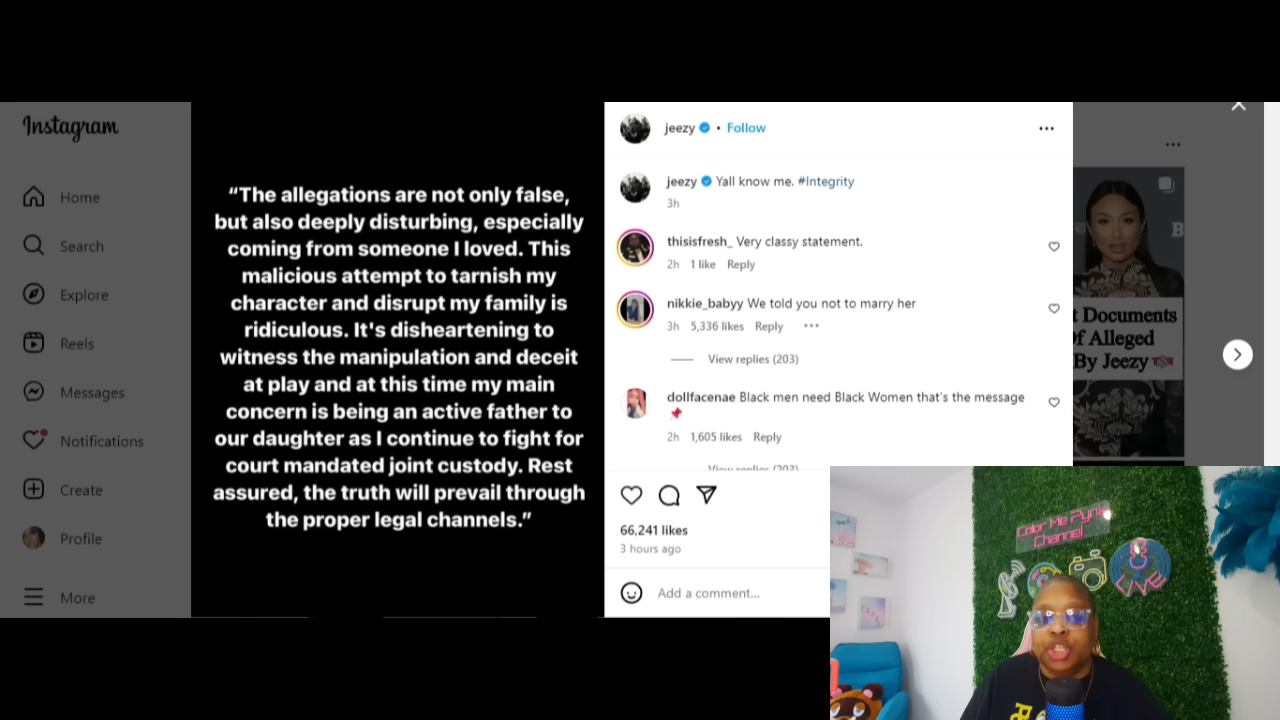 Instagram
Home
Search
Explore
Reels
Messages
Notifications
Create
Profile
More
“The allegations are not only false,
but also deeply disturbing, especially
coming from someone I loved. This
malicious attempt to tarnish my
character and disrupt my family is
ridiculous. It's disheartening to
witness the manipulation and deceit
at play and at this time my main
concern is being an active father to
our daughter as I continue to fight for
court mandated joint custody. Rest
assured, the truth will prevail through
the proper legal channels.”
jeezy • Follow
jeezy Yall know me. #Integrity
3h
thisisfresh_ Very classy statement.
2h 1 like Reply
nikkie_babyy We told you not to marry her
3h 5,336 likes Reply
View replies (203)
dollfacenae Black men need Black Women that's the message
2h 1,605 likes Reply
66,241 likes
3 hours ago
Add a comment...
B
t Documents
Of Alleged
By Jeezy
Color Me Pynk
Channel
LIVE